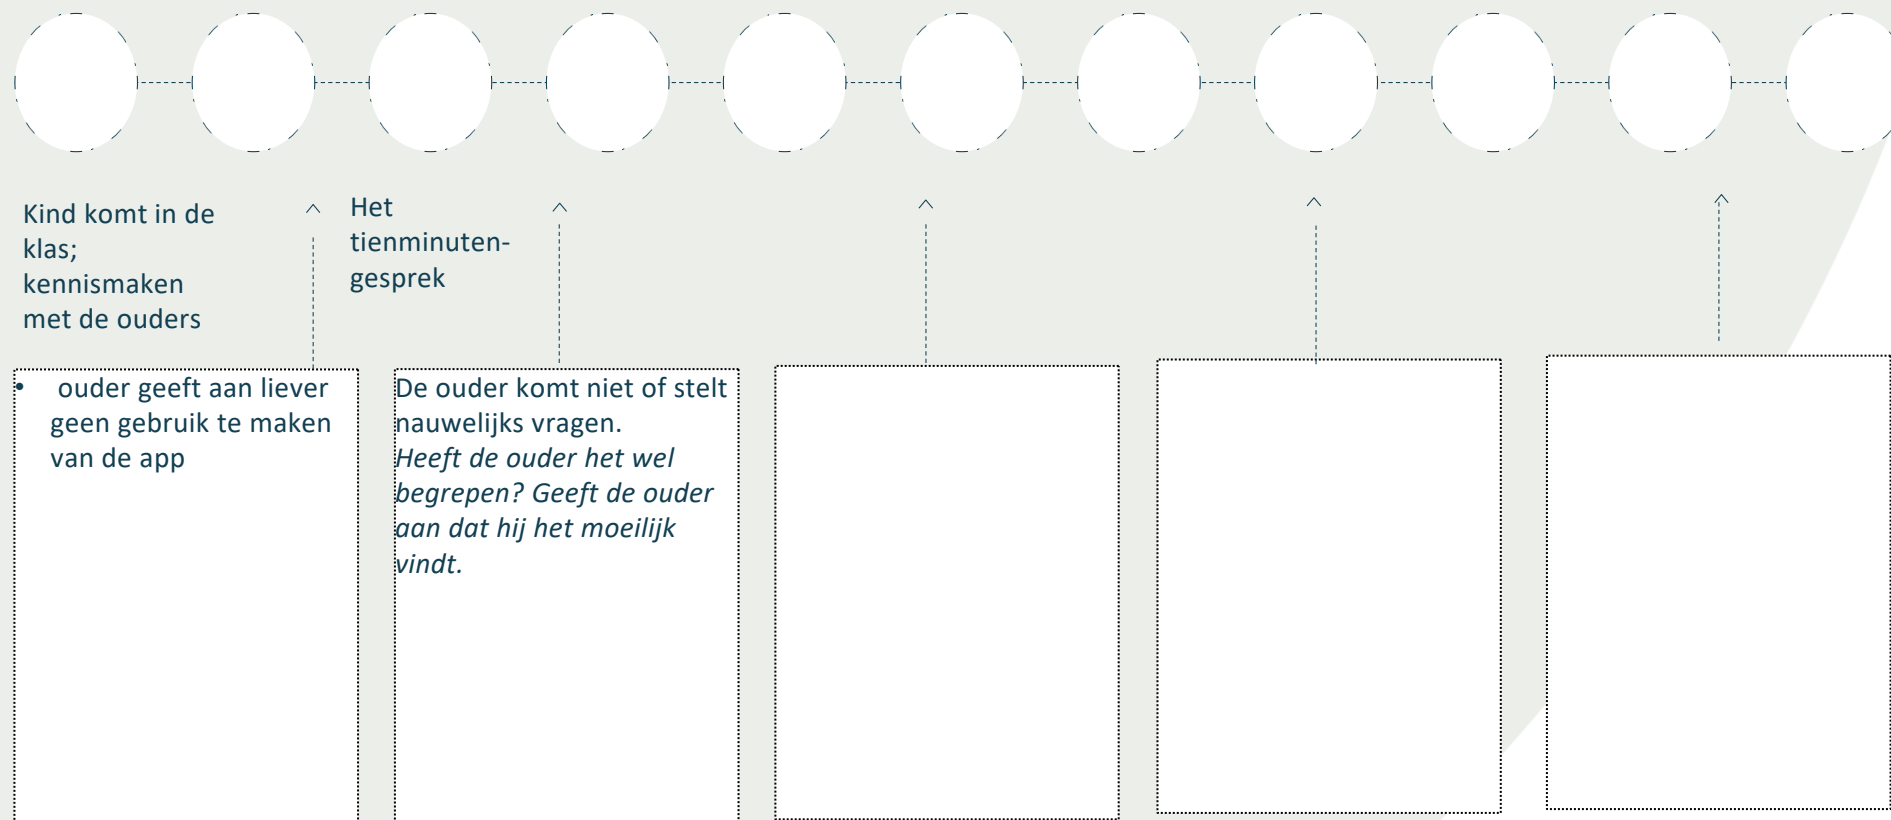 Kind komt in de
klas;
kennismaken
met de ouders
Het
tienminuten-
gesprek
• ouder geeft aan liever
geen gebruik te maken
van de app
De ouder komt niet of stelt
nauwelijks vragen.
Heeft de ouder het wel
begrepen? Geeft de ouder
aan dat hij het moeilijk
vindt.